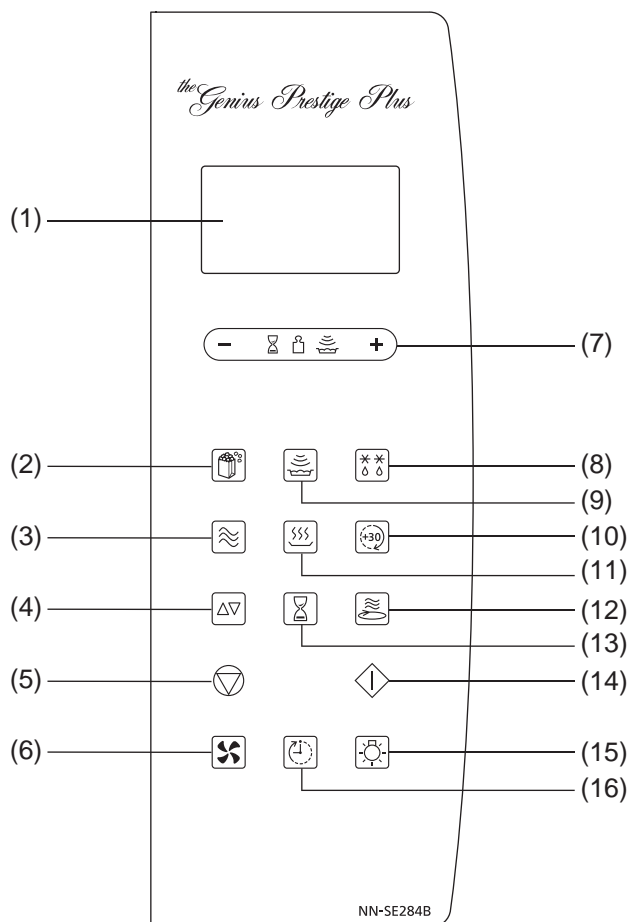 the Genius Prestige Plus
(1)
− + (7)
(2) (8)
(9)
(3) +30 (10)
(11)
(4) (12)
(13)
(5) (14)
(6) (15)
(16)
NN-SE284B